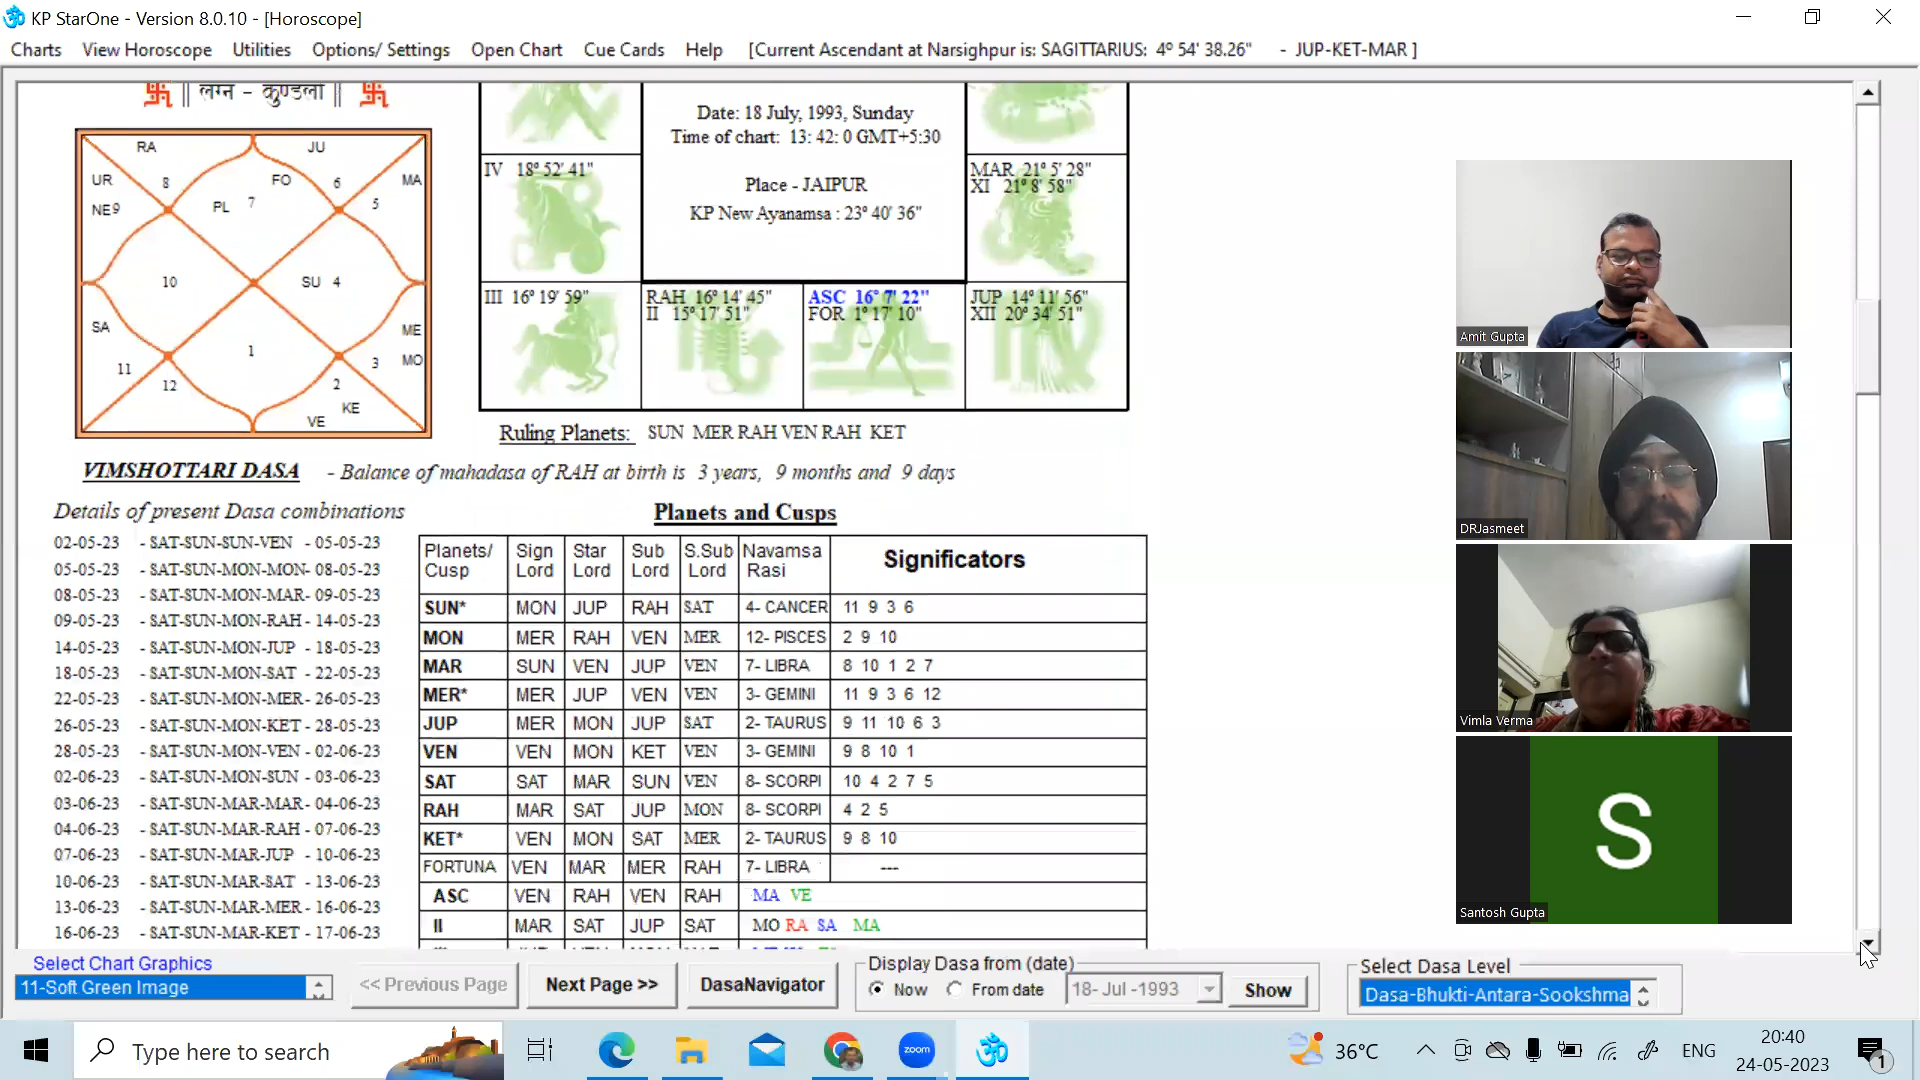 KP StarOne - Version 8.0.10 - [Horoscope]
Charts View Horoscope Utilities Options/ Settings Open Chart Cue Cards Help [Current Ascendant at Narsighpur is: SAGITTARIUS: 4º 54' 38.26" - JUP-KET-MAR ]
卐 || लग्न - कुण्डली || 卐
RA JU
UR 8 FO 6 MA
NE9 PL 7 5
10 SU 4
SA ME
11 1 3 MO
12 2
KE
VE
Date: 18 July, 1993, Sunday
Time of chart: 13: 42: 0 GMT+5:30
Place - JAIPUR
KP New Ayanamsa : 23º 40' 36"
IV 18º 52' 41"
MAR 21º 5' 28"
XI 21º 8' 58"
III 16º 19' 59"
RAH 16º 14' 45"
II 15º 17' 51"
ASC 16º 7' 22"
FOR 1º 17' 10"
JUP 14º 11' 56"
XII 20º 34' 51"
Ruling Planets: SUN MER RAH VEN RAH KET
VIMSHOTTARI DASA - Balance of mahadasa of RAH at birth is 3 years, 9 months and 9 days
Details of present Dasa combinations
02-05-23 - SAT-SUN-SUN-VEN - 05-05-23
05-05-23 - SAT-SUN-MON-MON- 08-05-23
08-05-23 - SAT-SUN-MON-MAR- 09-05-23
09-05-23 - SAT-SUN-MON-RAH - 14-05-23
14-05-23 - SAT-SUN-MON-JUP - 18-05-23
18-05-23 - SAT-SUN-MON-SAT - 22-05-23
22-05-23 - SAT-SUN-MON-MER- 26-05-23
26-05-23 - SAT-SUN-MON-KET - 28-05-23
28-05-23 - SAT-SUN-MON-VEN - 02-06-23
02-06-23 - SAT-SUN-MON-SUN - 03-06-23
03-06-23 - SAT-SUN-MAR-MAR- 04-06-23
04-06-23 - SAT-SUN-MAR-RAH - 07-06-23
07-06-23 - SAT-SUN-MAR-JUP - 10-06-23
10-06-23 - SAT-SUN-MAR-SAT - 13-06-23
13-06-23 - SAT-SUN-MAR-MER - 16-06-23
16-06-23 - SAT-SUN-MAR-KET - 17-06-23
Planets and Cusps
Planets/ Cusp Sign Lord Star Lord Sub Lord S.Sub Lord Navamsa Rasi Significators
SUN* MON JUP RAH SAT 4- CANCER 11 9 3 6
MON MER RAH VEN MER 12- PISCES 2 9 10
MAR SUN VEN JUP VEN 7- LIBRA 8 10 1 2 7
MER* MER JUP VEN VEN 3- GEMINI 11 9 3 6 12
JUP MER MON JUP SAT 2- TAURUS 9 11 10 6 3
VEN VEN MON KET VEN 3- GEMINI 9 8 10 1
SAT SAT MAR SUN VEN 8- SCORPI 10 4 2 7 5
RAH MAR SAT JUP MON 8- SCORPI 4 2 5
KET* VEN MON SAT MER 2- TAURUS 9 8 10
FORTUNA VEN MAR MER RAH 7- LIBRA ---
ASC VEN RAH VEN RAH MA VE
II MAR SAT JUP SAT MO RA SA MA
Amit Gupta
DRJasmeet
Vimla Verma
S
Santosh Gupta
Select Chart Graphics
11-Soft Green Image
<< Previous Page
Next Page >>
DasaNavigator
Display Dasa from (date)
Now From date 18- Jul -1993 Show
Select Dasa Level
Dasa-Bhukti-Antara-Sookshma
Type here to search
zoom
36°C
ENG
20:40
24-05-2023
1